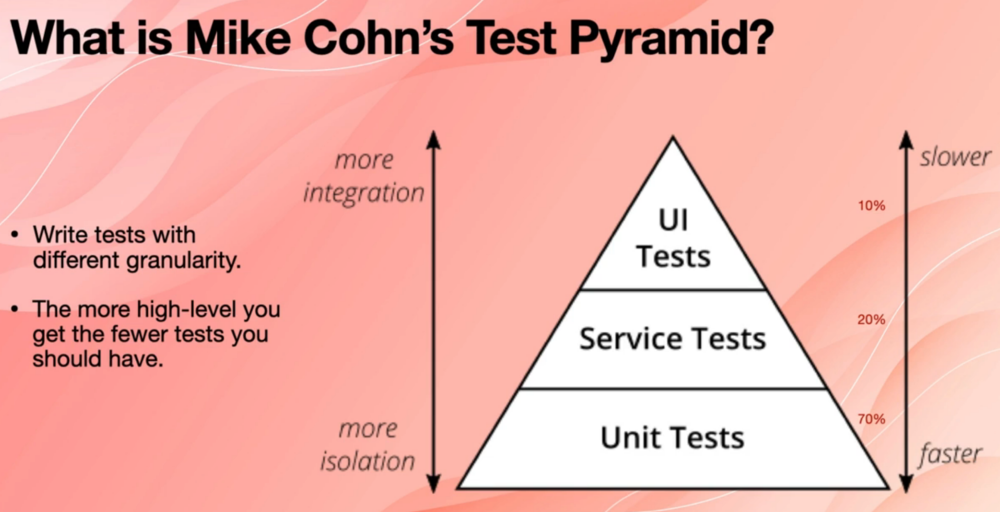 What is Mike Cohn’s Test Pyramid?
• Write tests with
different granularity.
• The more high-level you
get the fewer tests you
should have.
more
integration
more
isolation
UI
Tests
Service Tests
Unit Tests
10%
20%
70%
slower
faster